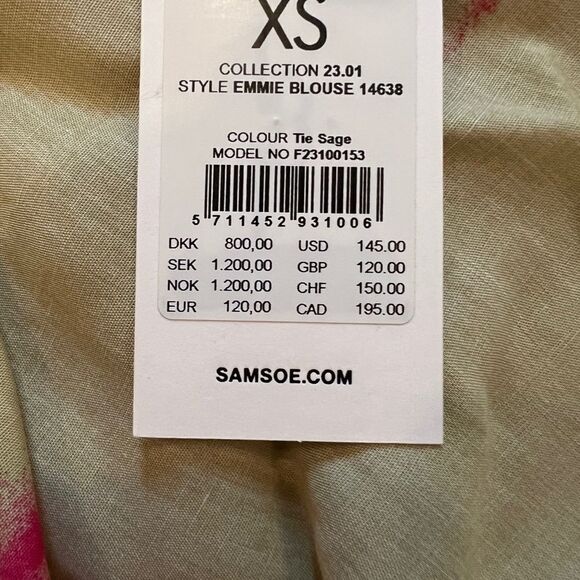 XS
COLLECTION 23.01
STYLE EMMIE BLOUSE 14638
COLOUR Tie Sage
MODEL NO F23100153
5 711452 931006
DKK 800,00 USD 145.00
SEK 1.200,00 GBP 120.00
NOK 1.200,00 CHF 150.00
EUR 120,00 CAD 195.00
SAMSOE.COM